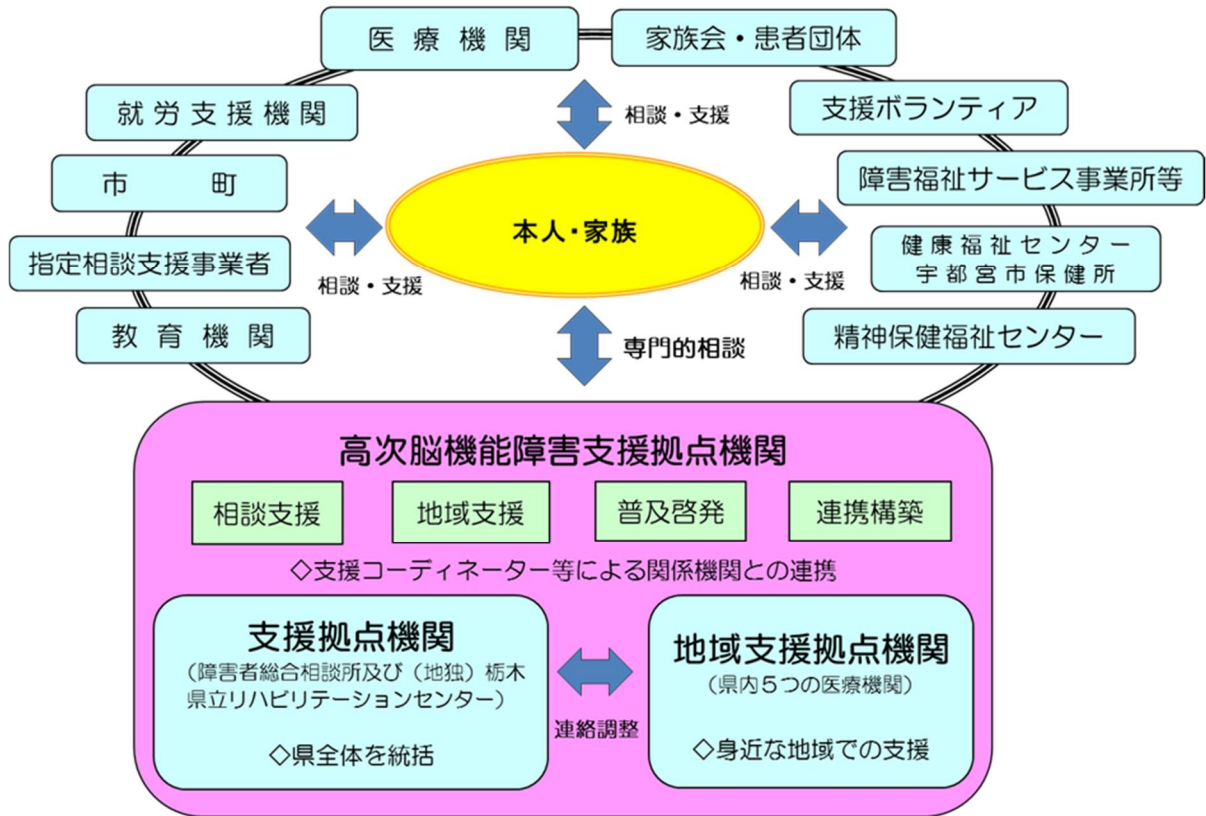 医療機関
家族会・患者団体
就労支援機関
支援ボランティア
相談・支援
市 町
障害福祉サービス事業所等
本人・家族
指定相談支援事業者
相談・支援
相談・支援
健康福祉センター
宇都宮市保健所
教育機関
精神保健福祉センター
専門的相談
高次脳機能障害支援拠点機関
相談支援
地域支援
普及啓発
連携構築
◇支援コーディネーター等による関係機関との連携
支援拠点機関
(障害者総合相談所及び(地独)栃木
県立リハビリテーションセンター)
◇県全体を統括
連絡調整
地域支援拠点機関
(県内5つの医療機関)
◇身近な地域での支援